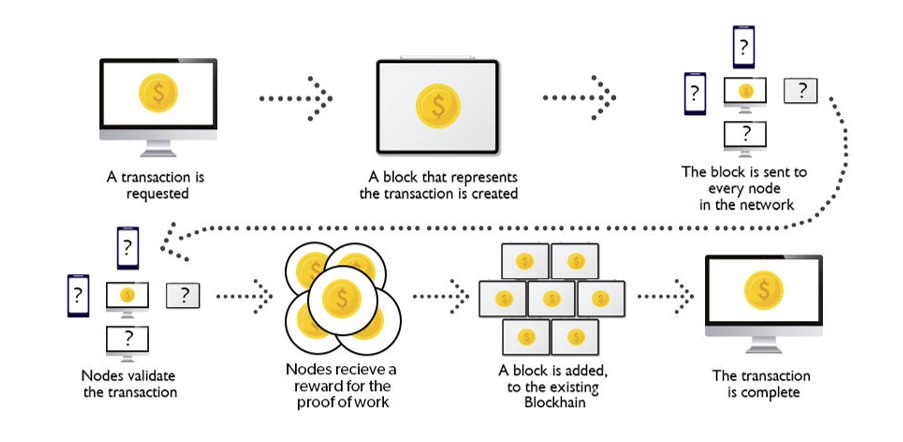 $
A transaction is
requested
$
A block that represents
the transaction is created
?
?
$
?
?
The block is sent to
every node
in the network
?
?
$
?
?
Nodes validate
the transaction
$
$
$
$
$
Nodes recieve a
reward for the
proof of work
$ $
$ $ $
$ $
A block is added,
to the existing
Blockhain
$
The transaction
is complete